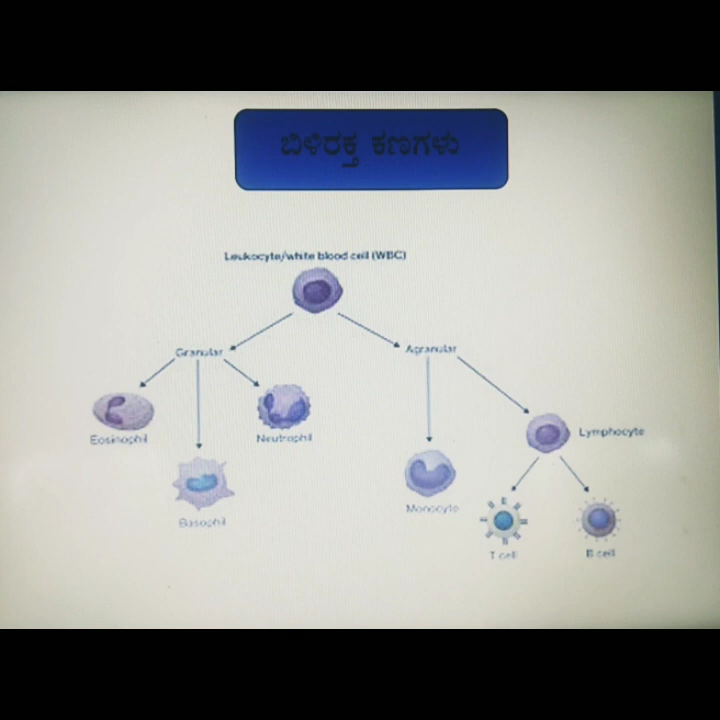 ಬಿಳಿರಕ್ತ ಕಣಗಳು
Leukocyte/white blood cell (WBC)
Granular
Agranular
Eosinophil
Neutrophil
Lymphocyte
Basophil
Monocyte
T cell
B cell